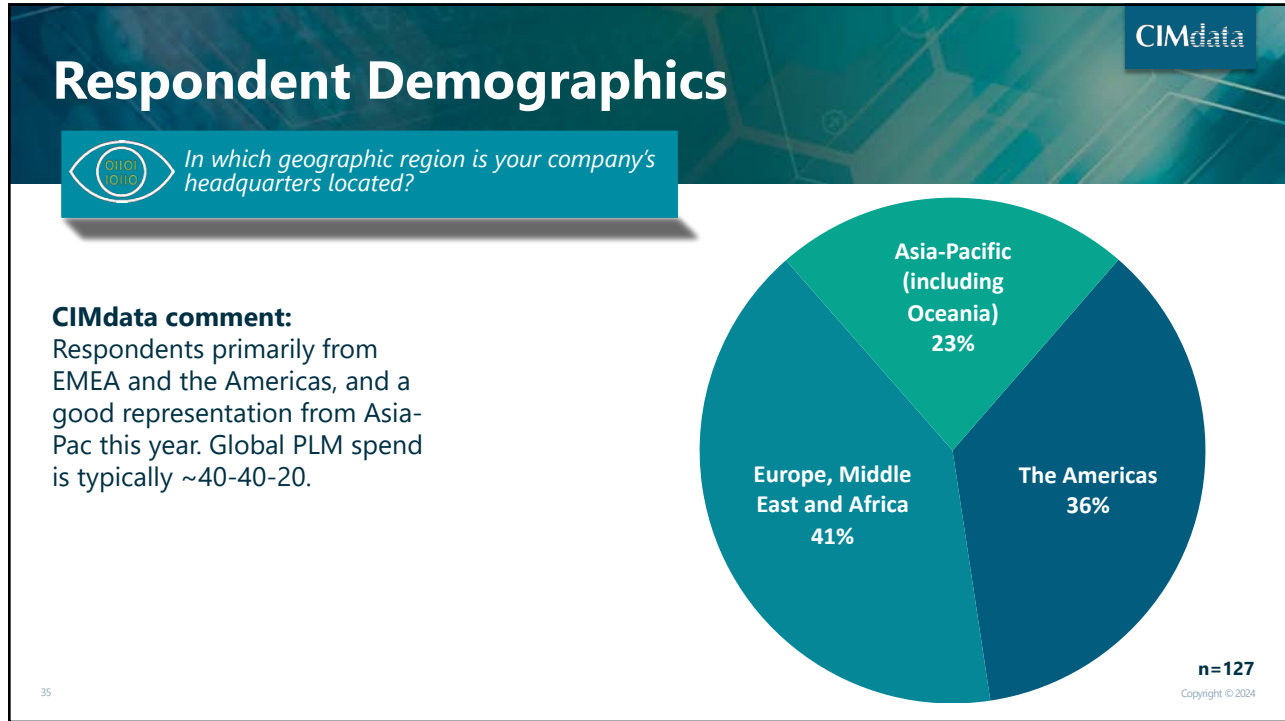 CIMdata
Respondent Demographics
01101
10110
In which geographic region is your company's
headquarters located?
CIMdata comment:
Respondents primarily from
EMEA and the Americas, and a
good representation from Asia-
Pac this year. Global PLM spend
is typically ~40-40-20.
Asia-Pacific
(including
Oceania)
23%
Europe, Middle
East and Africa
41%
The Americas
36%
n=127
35
Copyright © 2024